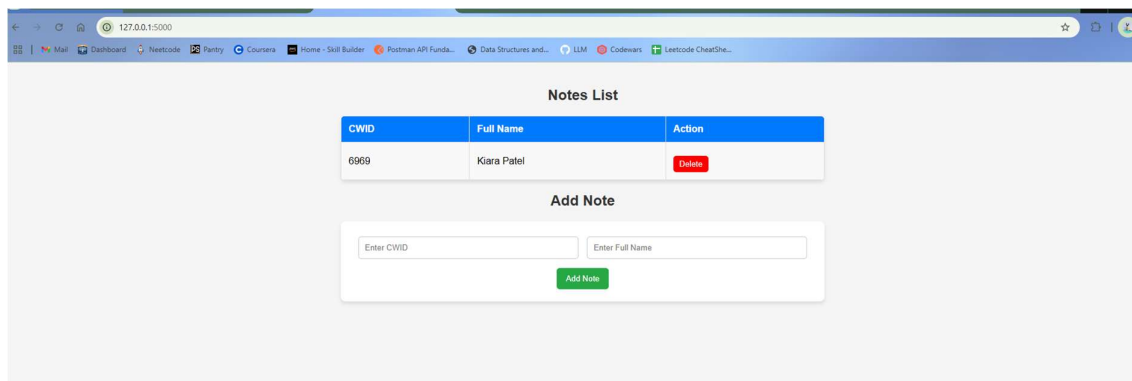 127.0.0.1:5000
Mail Dashboard Neetcode PS Pantry Coursera Home - Skill Builder Postman API Funda... Data Structures and... LLM Codewars Leetcode CheatShe...
Notes List
CWID Full Name Action
6969 Kiara Patel Delete
Add Note
Enter CWID Enter Full Name
Add Note